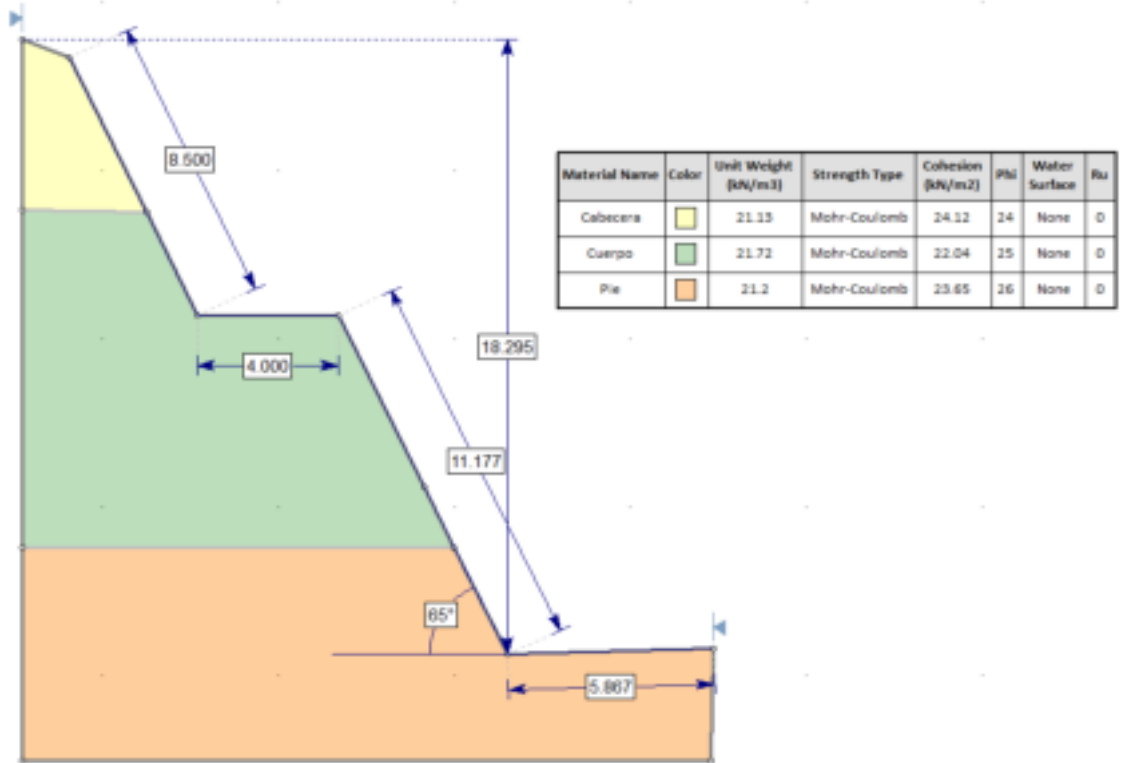 8.500
Material Name Color Unit Weight (kN/m3) Strength Type Cohesion (kN/m2) Phi Water Surface Ru
Cabecera 21.13 Mohr-Coulomb 24.12 24 None 0
Cuerpo 21.72 Mohr-Coulomb 22.04 25 None 0
Pie 21.2 Mohr-Coulomb 23.65 26 None 0
18.295
4.000
11.177
65°
5.867